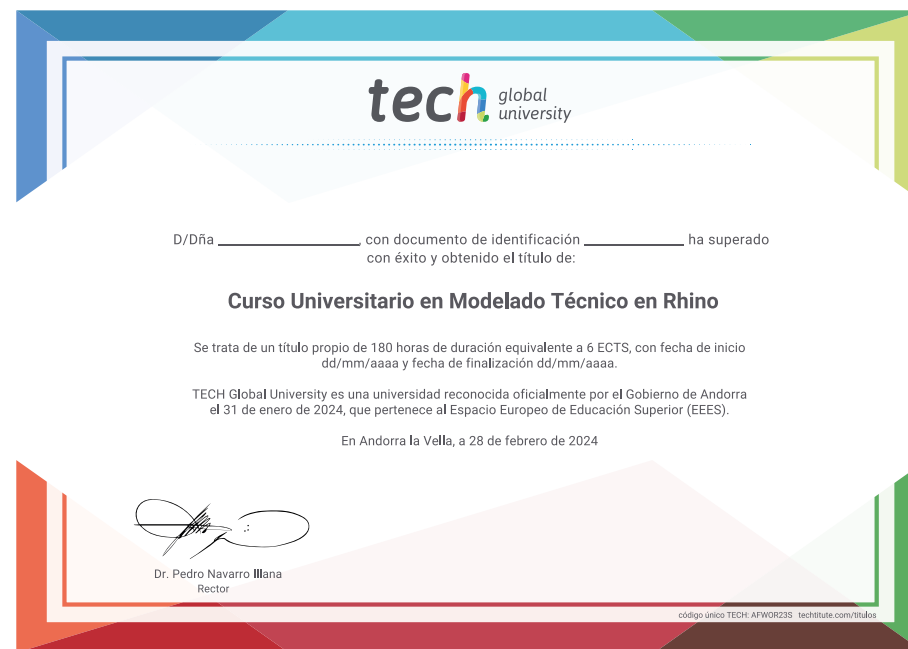 tech global university
D/Dña ____________________, con documento de identificación ______________ ha superado
con éxito y obtenido el título de:
Curso Universitario en Modelado Técnico en Rhino
Se trata de un título propio de 180 horas de duración equivalente a 6 ECTS, con fecha de inicio
dd/mm/aaaa y fecha de finalización dd/mm/aaaa.
TECH Global University es una universidad reconocida oficialmente por el Gobierno de Andorra
el 31 de enero de 2024, que pertenece al Espacio Europeo de Educación Superior (EEES).
En Andorra la Vella, a 28 de febrero de 2024
Dr. Pedro Navarro Illana
Rector
código único TECH: AFWOR23S techtitute.com/titulos